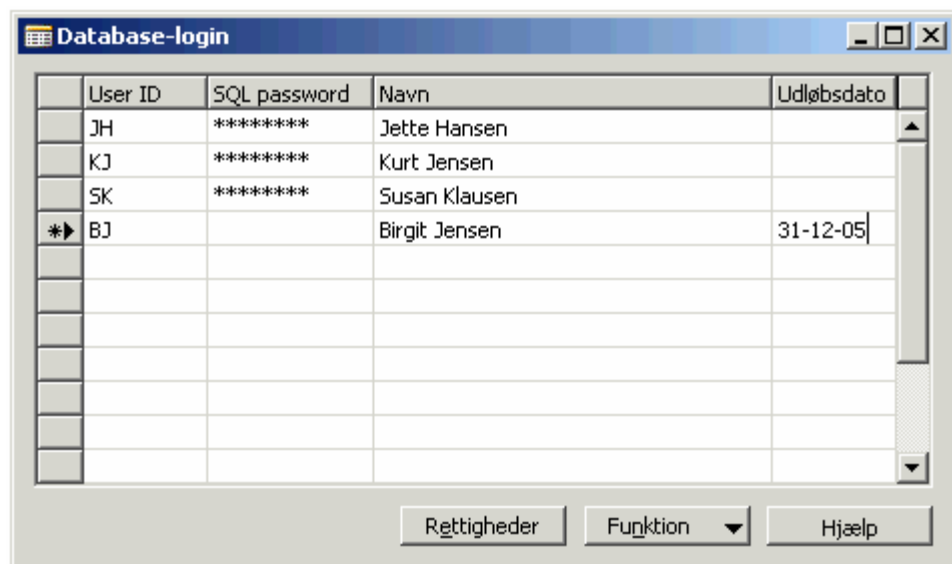 Database-login
User ID SQL password Navn Udløbsdato
JH ******** Jette Hansen
KJ ******** Kurt Jensen
SK ******** Susan Klausen
BJ Birgit Jensen 31-12-05
Rettigheder Funktion Hjælp